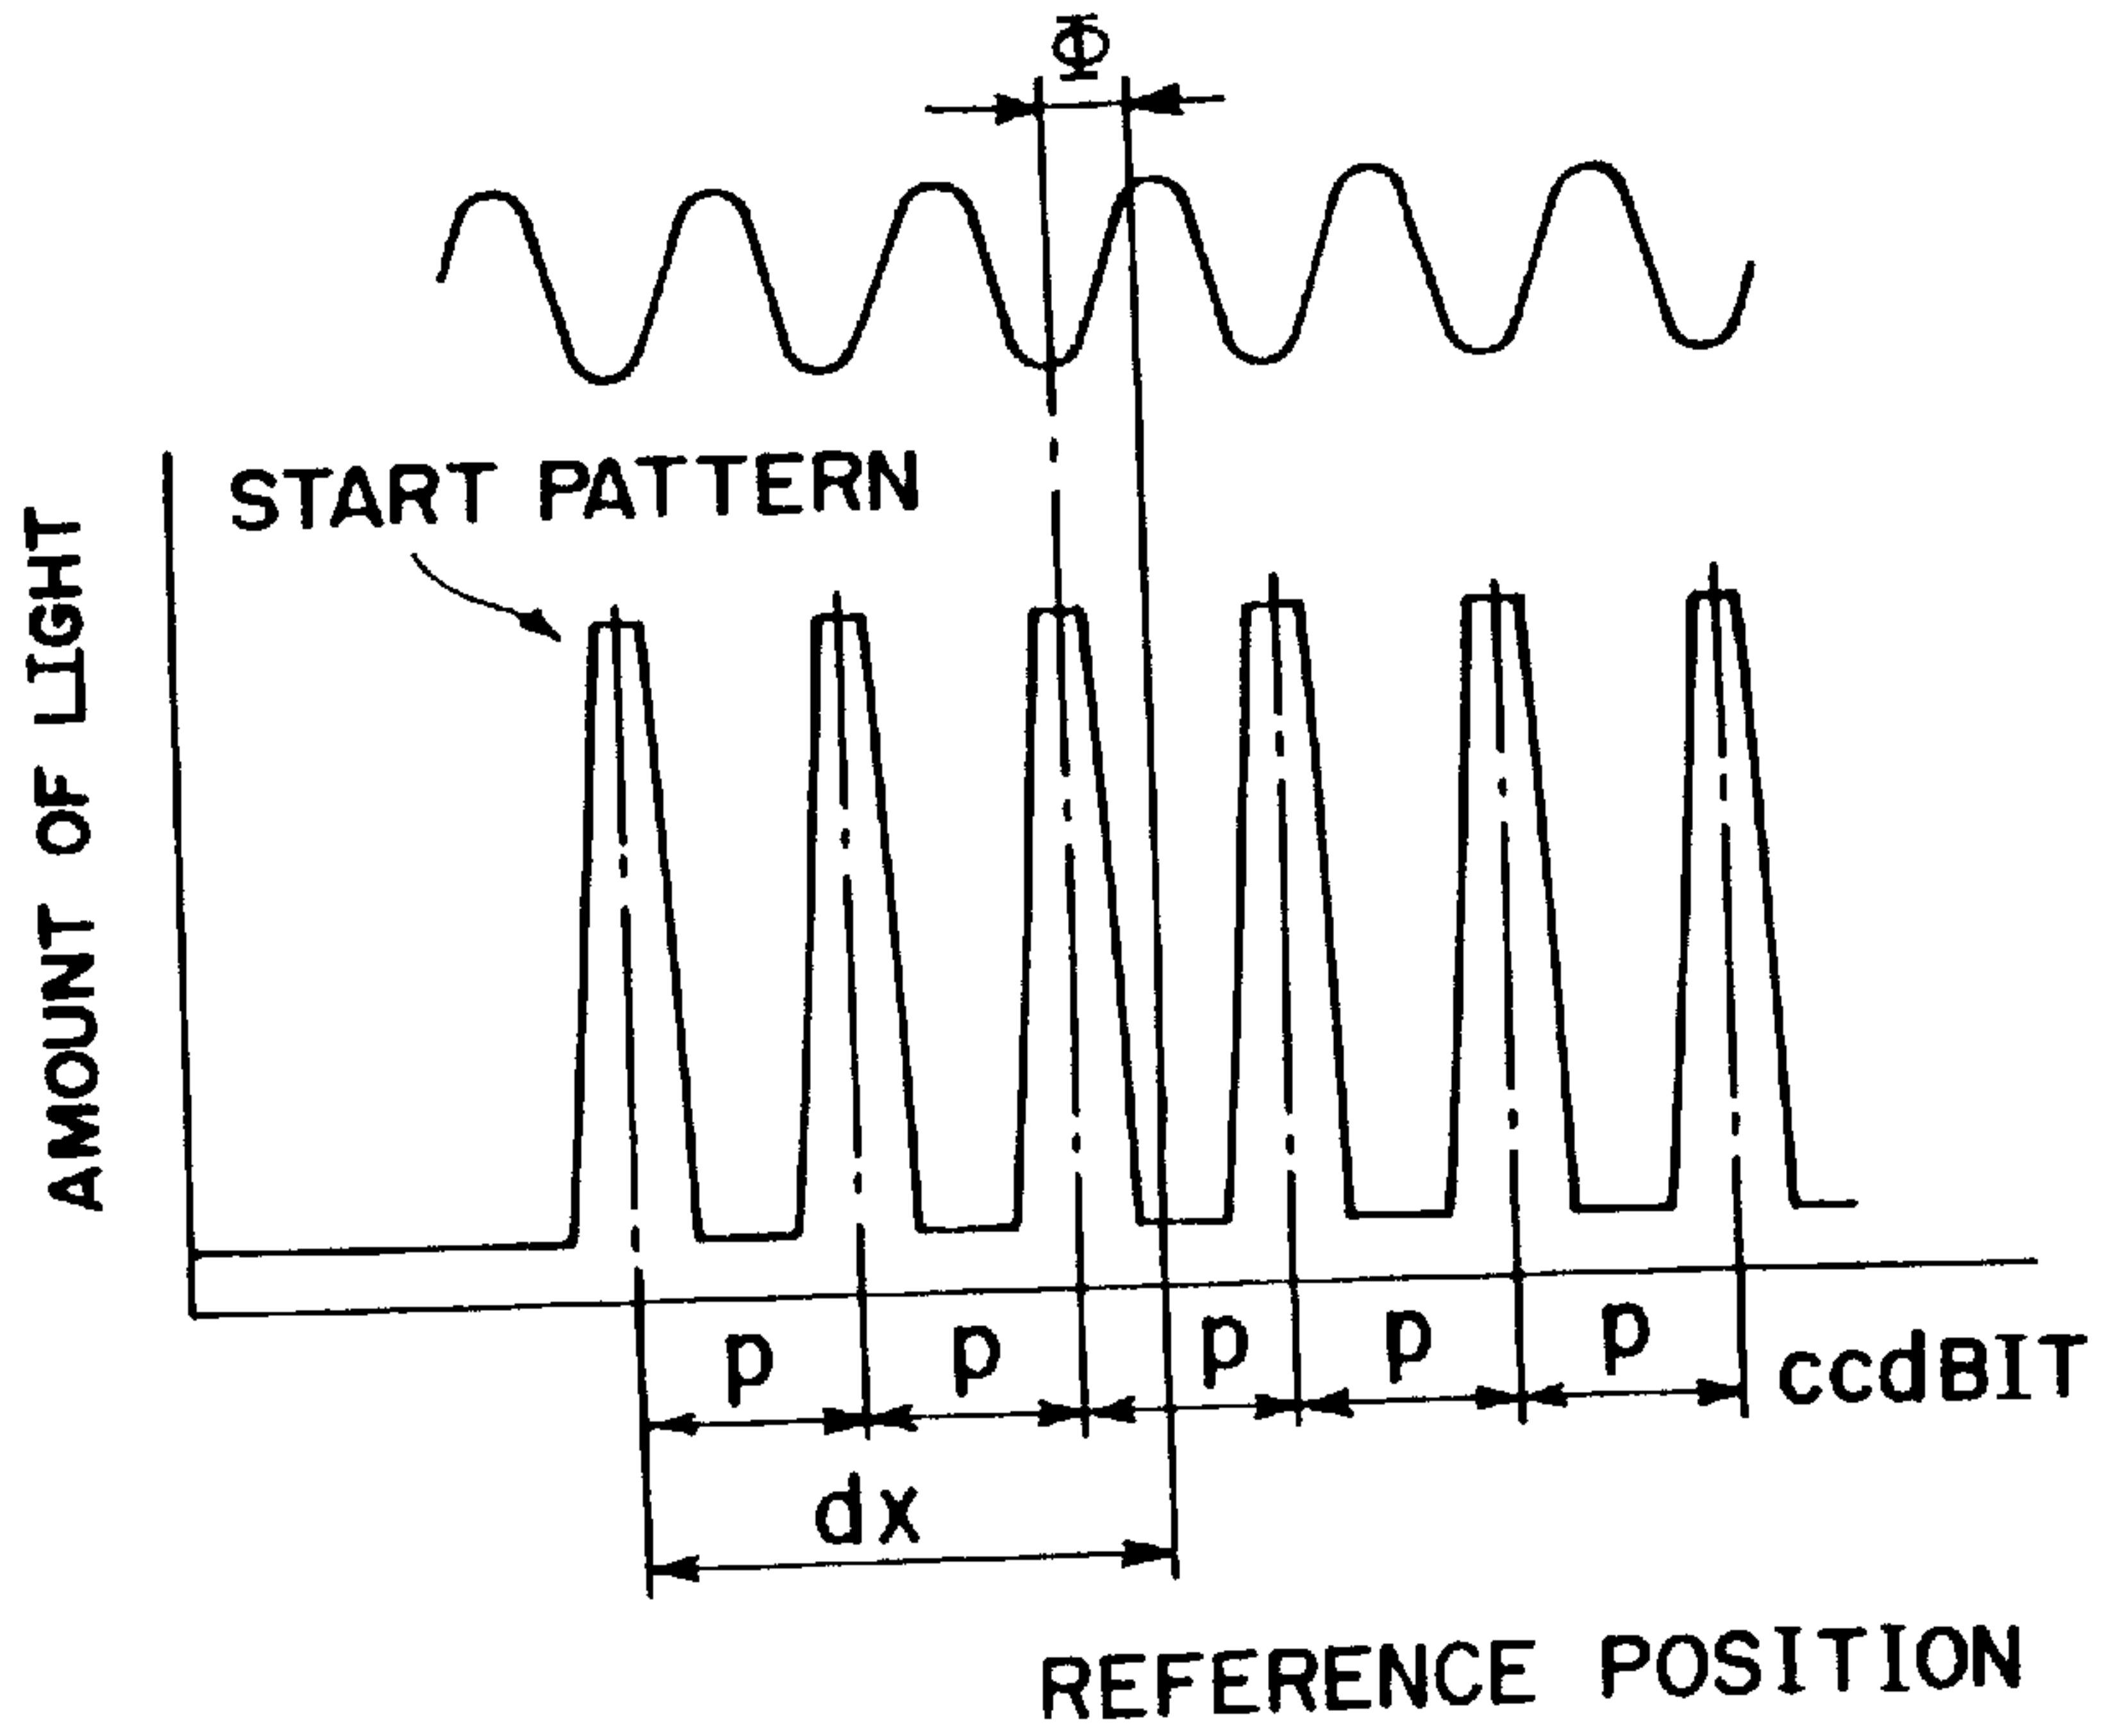 Φ
START PATTERN
AMOUNT OF LIGHT
p p p p p
ccdBIT
dx
REFERENCE POSITION